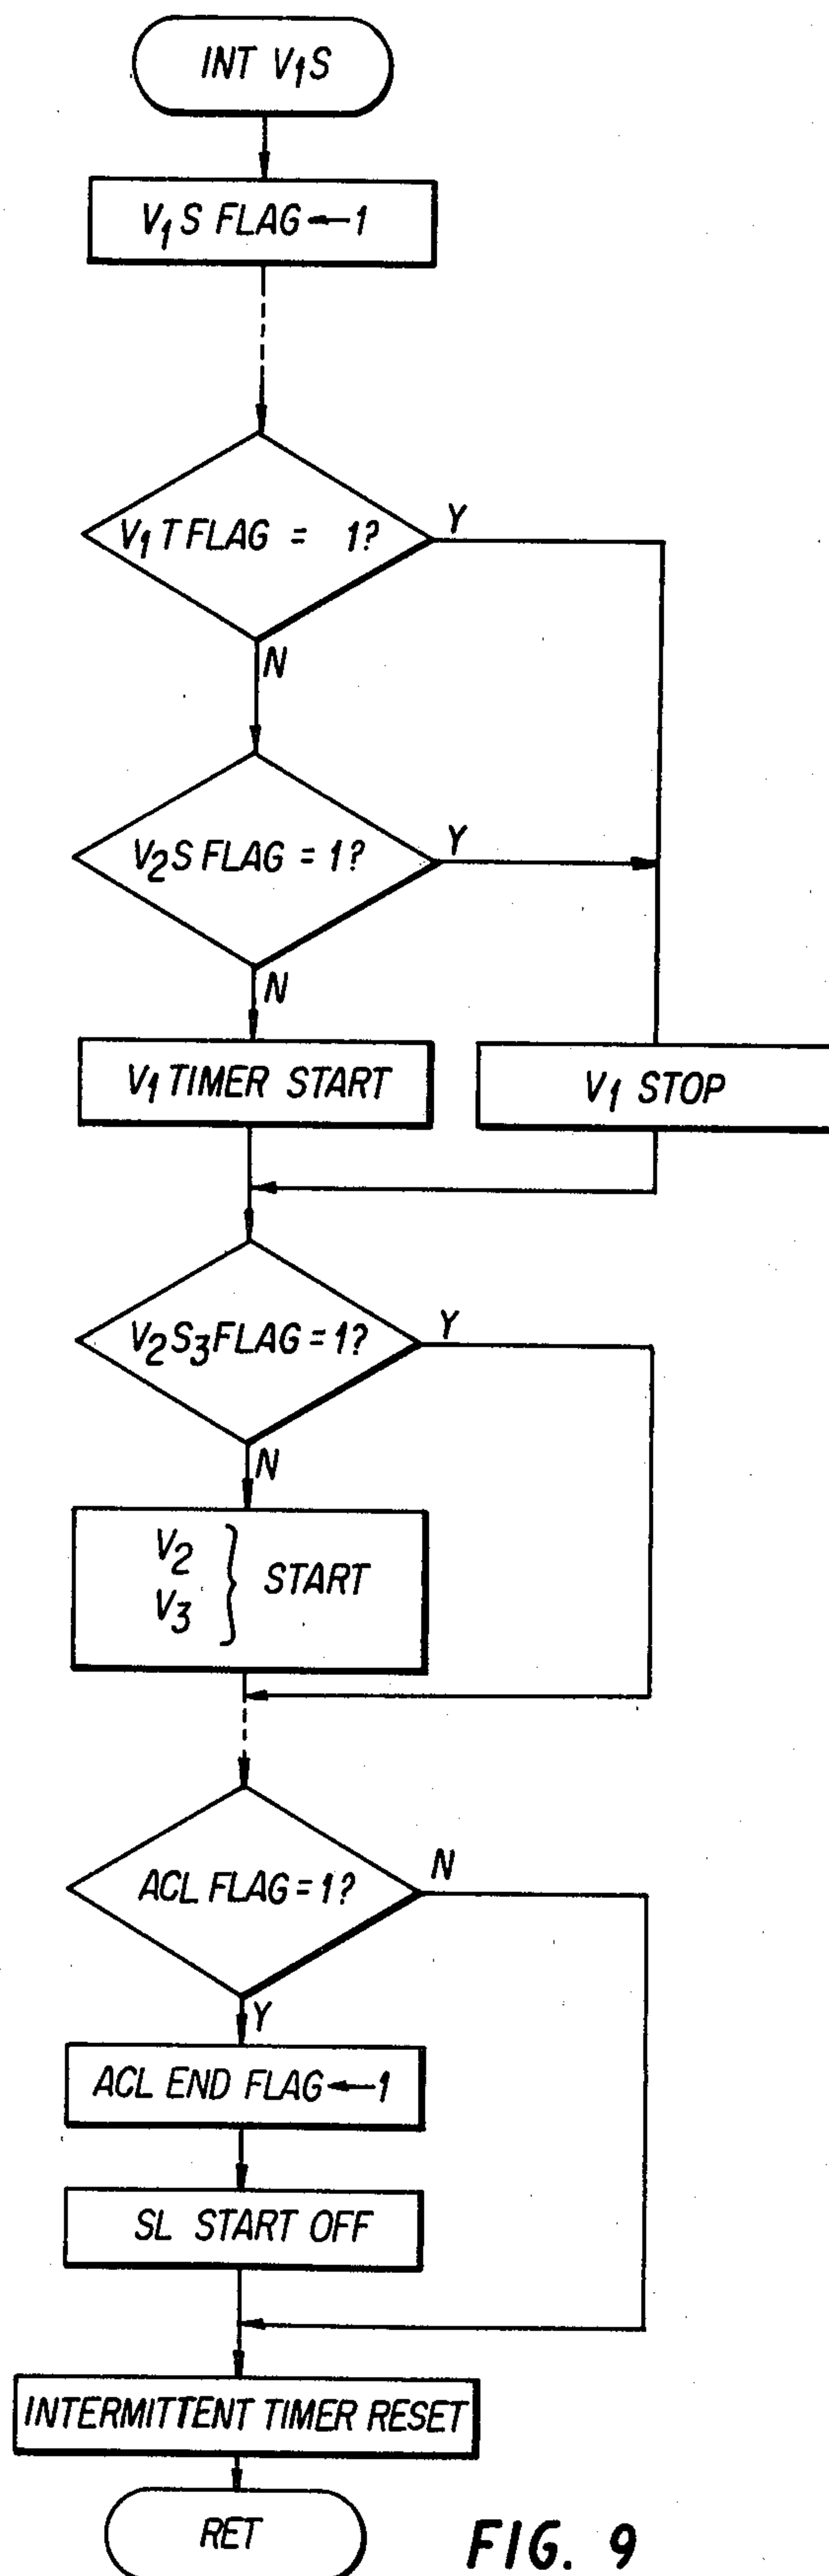 INT V₁S
V₁S FLAG ← 1
V₁T FLAG = 1?
Y
N
V₂S FLAG = 1?
Y
N
V₁ TIMER START
V₁ STOP
V₂S₃ FLAG = 1?
Y
N
V₂
V₃ } START
ACL FLAG = 1?
N
Y
ACL END FLAG ← 1
SL START OFF
INTERMITTENT TIMER RESET
RET
FIG. 9